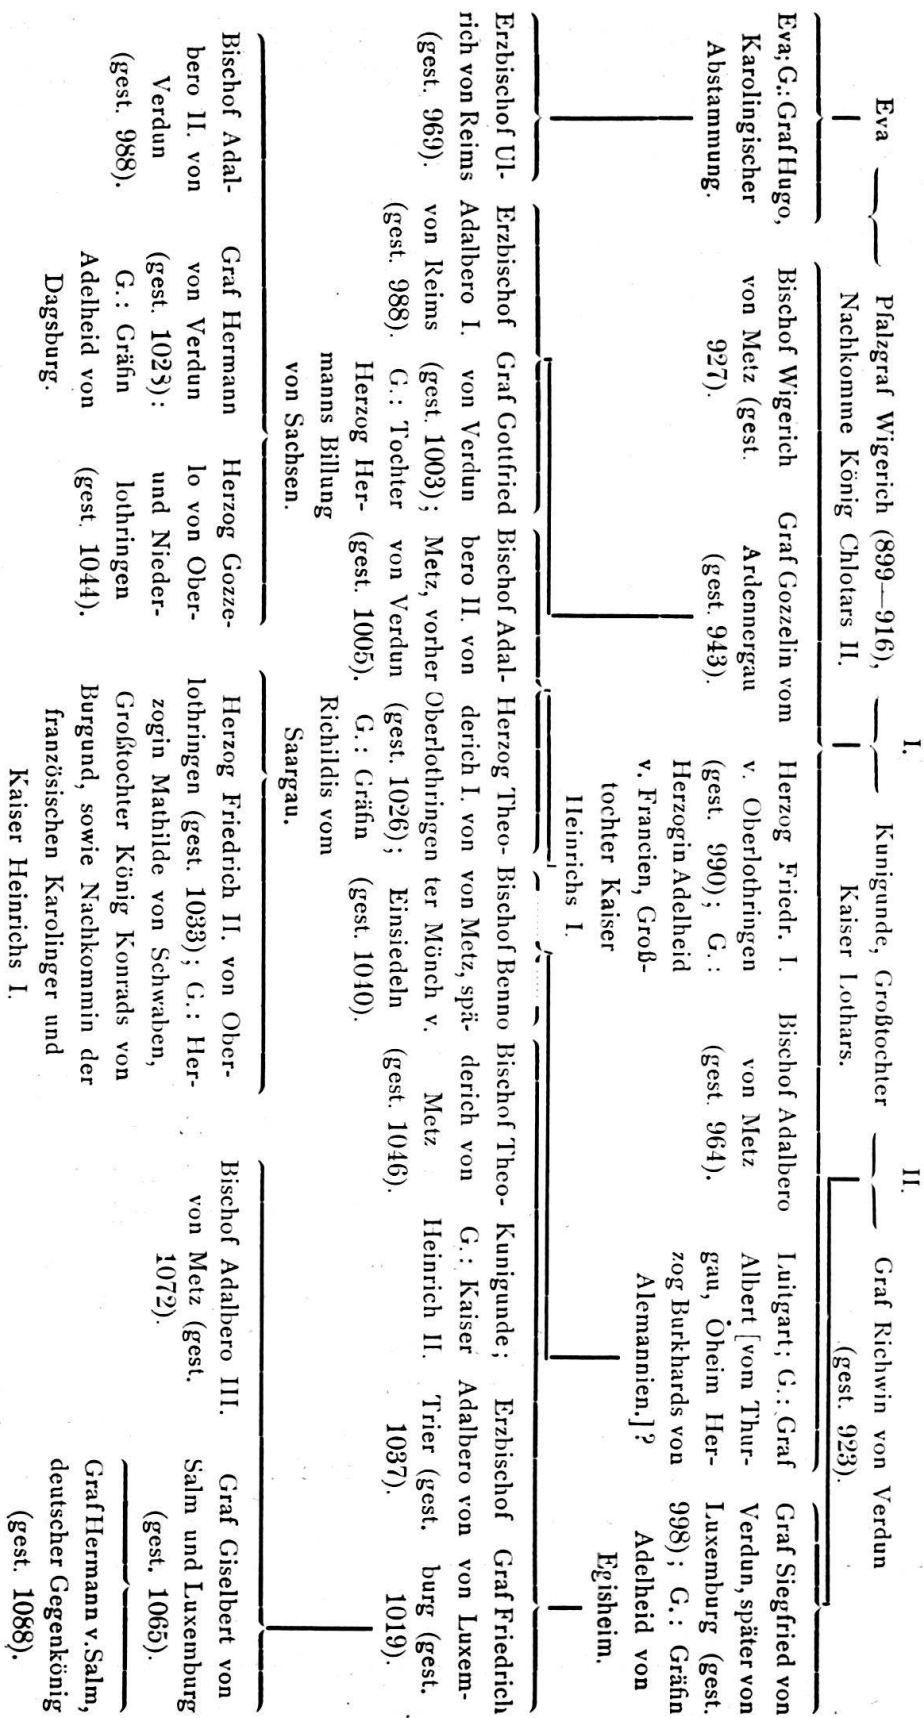 I.
II.
Eva
Pfalzgraf Wigerich (899—916),
Nachkomme König Chlotars II.
Kunigunde, Großtochter
Kaiser Lothars.
Graf Richwin von Verdun
(gest. 923).
Eva; G.: Graf Hugo,
Karolingischer
Abstammung.
Bischof Wigerich
von Metz (gest.
927).
Graf Gozzelin vom
Ardennergau
(gest. 943).
Herzog Friedr. I.
v. Oberlothringen
(gest. 990); G.:
Herzogin Adelheid
v. Francien, Groß-
tochter Kaiser
Heinrichs I.
Bischof Adalbero
von Metz
(gest. 964).
Luitgart; G.: Graf
Albert [vom Thur-
gau, Oheim Her-
zog Burkhards von
Alemannien.]?
Graf Siegfried von
Verdun, später von
Luxemburg (gest.
998); G.: Gräfin
Adelheid von
Egisheim.
Erzbischof Ul-
rich von Reims
(gest. 969).
Erzbischof
Adalbero I.
von Reims
(gest. 988).
Graf Gottfried
von Verdun
(gest. 1003);
G.: Tochter
Herzog Her-
manns Billung
von Sachsen.
Bischof Adal-
bero II. von
Metz, vorher
von Verdun
(gest. 1005).
Herzog Theo-
derich I. von
Oberlothringen
(gest. 1026);
G.: Gräfin
Richildis vom
Saargau.
Bischof Benno
von Metz, spä-
ter Mönch v.
Einsiedeln
(gest. 1040).
Bischof Theo-
derich von
Metz
(gest. 1046).
Kunigunde;
G.: Kaiser
Heinrich II.
Erzbischof
Adalbero von
Trier (gest.
1037).
Graf Friedrich
von Luxem-
burg (gest.
1019).
Bischof Adal-
bero II. von
Verdun
(gest. 988).
Graf Hermann
von Verdun
(gest. 1023):
G.: Gräfin
Adelheid von
Dagsburg.
Herzog Gozze-
lo von Ober-
und Nieder-
lothringen
(gest. 1044).
Herzog Friedrich II. von Ober-
lothringen (gest. 1033); G.: Her-
zogin Mathilde von Schwaben,
Großtochter König Konrads von
Burgund, sowie Nachkommin der
französischen Karolinger und
Kaiser Heinrichs I.
Bischof Adalbero III.
von Metz (gest.
1072).
Graf Giselbert von
Salm und Luxemburg
(gest. 1065).
Graf Hermann v. Salm,
deutscher Gegenkönig
(gest. 1088).